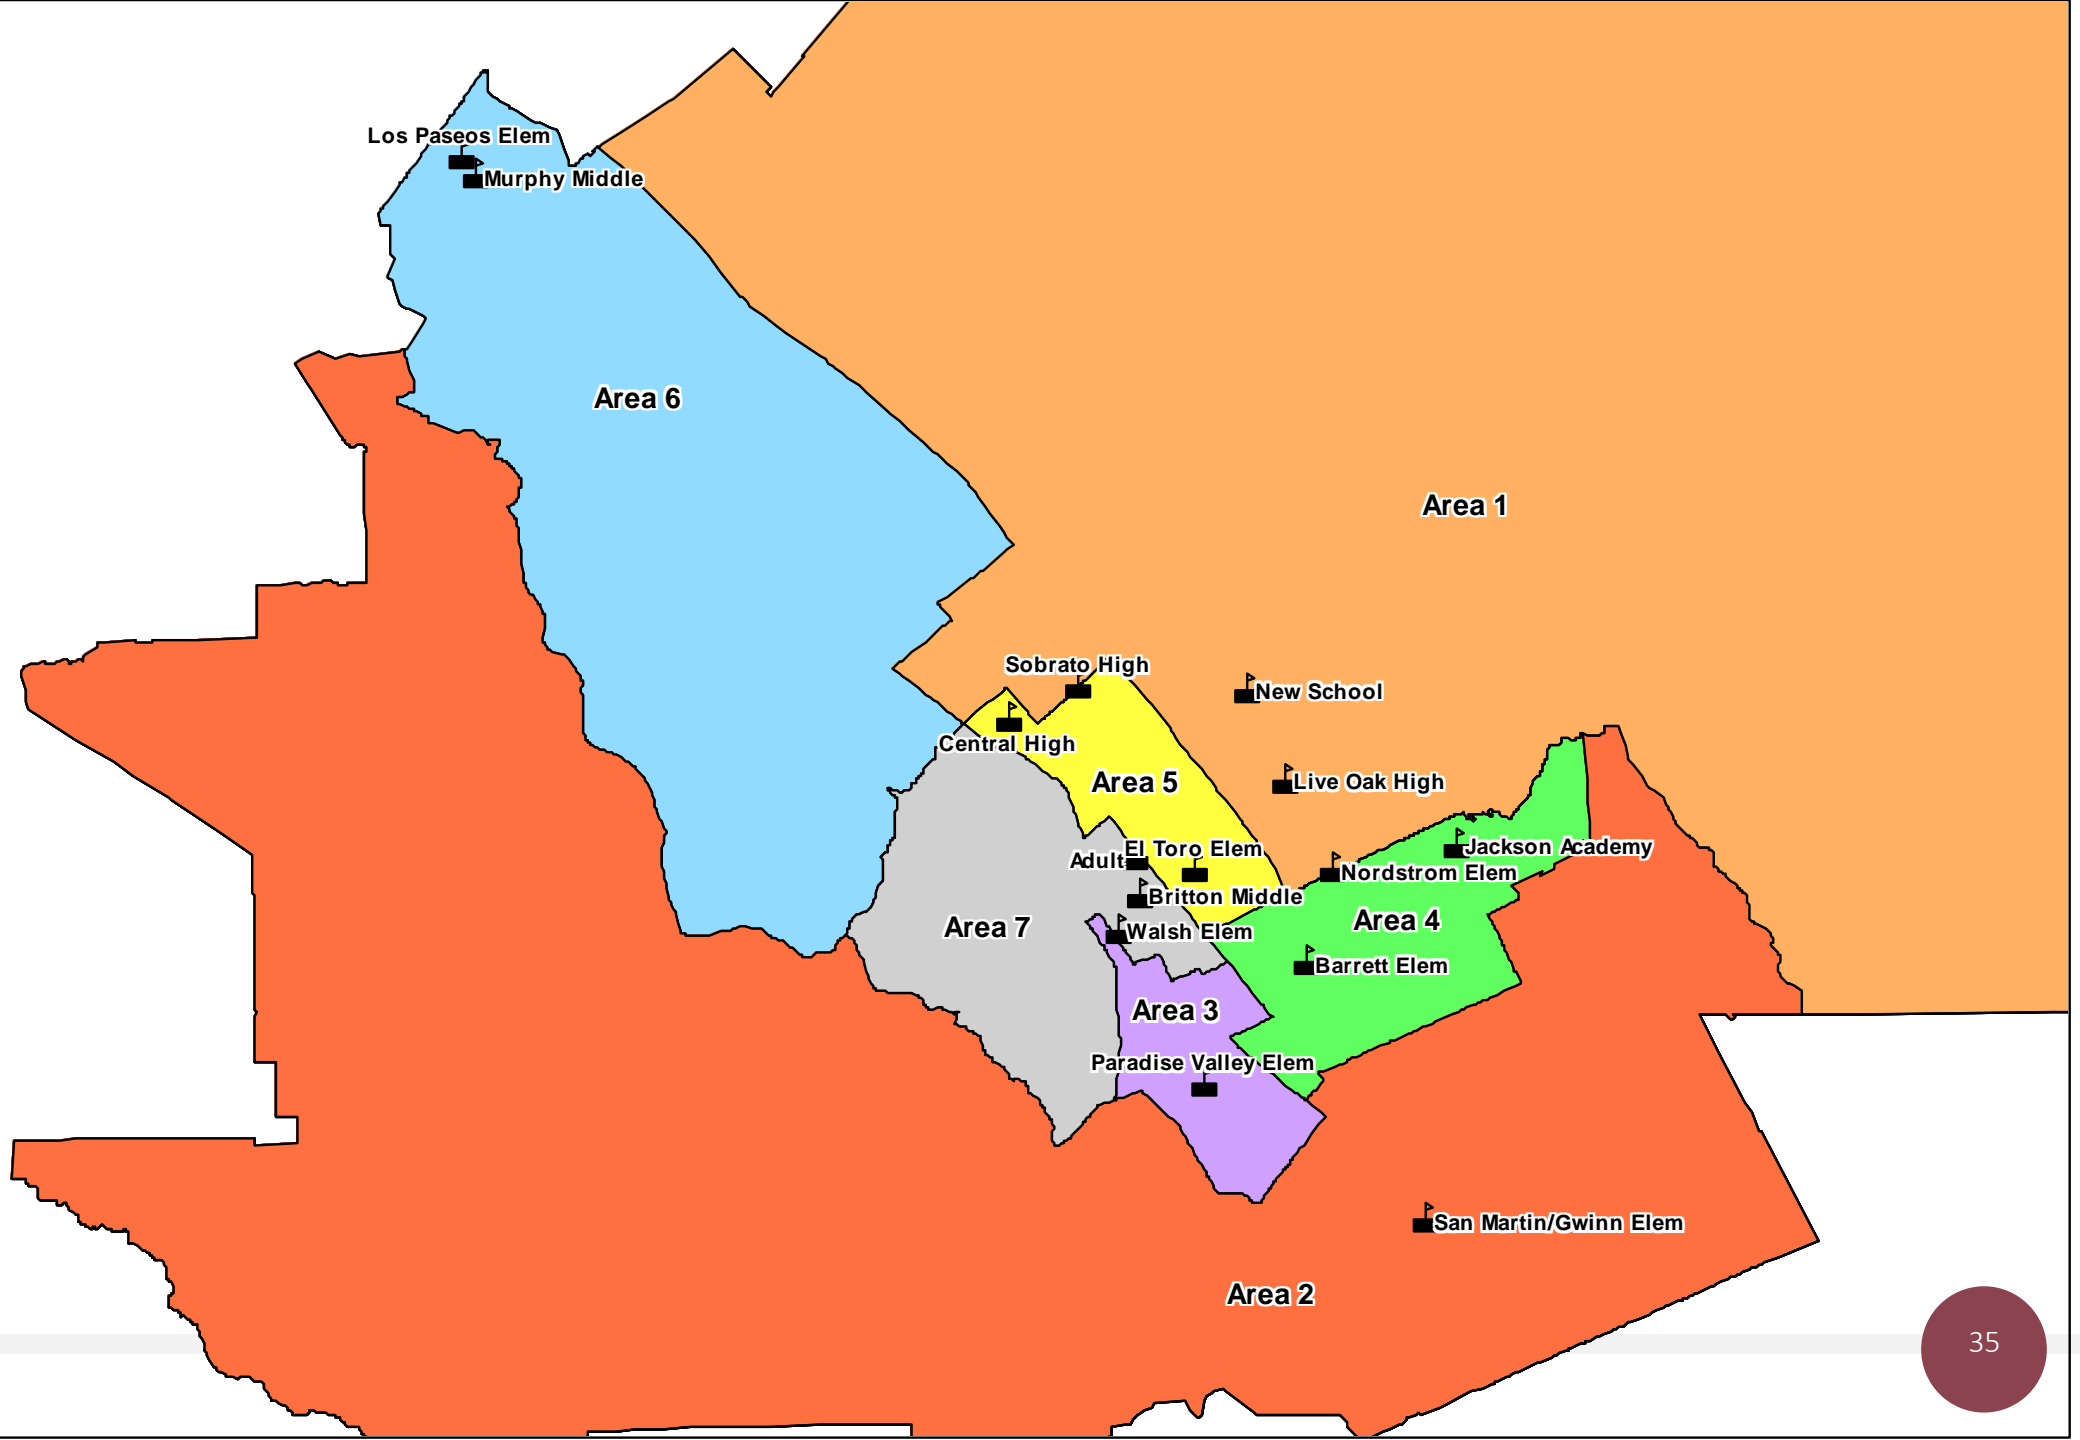 Los Paseos Elem
Murphy Middle
Area 6
Area 1
Sobrato High
New School
Central High
Area 5
Live Oak High
El Toro Elem
Adult
Jackson Academy
Nordstrom Elem
Britton Middle
Area 4
Area 7
Walsh Elem
Barrett Elem
Area 3
Paradise Valley Elem
San Martin/Gwinn Elem
Area 2
35